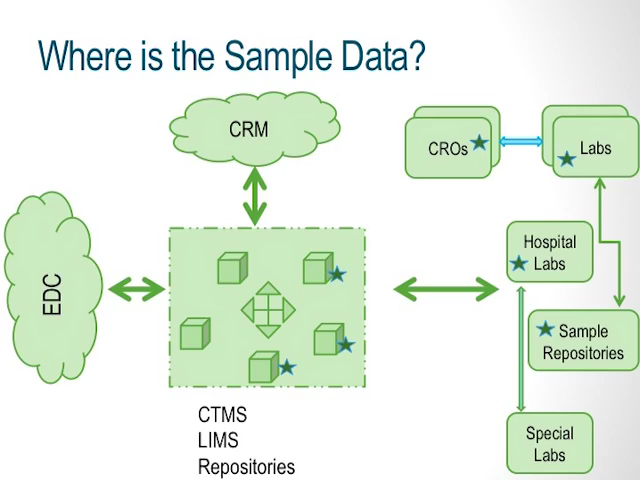 Where is the Sample Data?
CRM
CROs
Labs
EDC
Hospital
Labs
Sample
Repositories
CTMS
LIMS
Repositories
Special
Labs